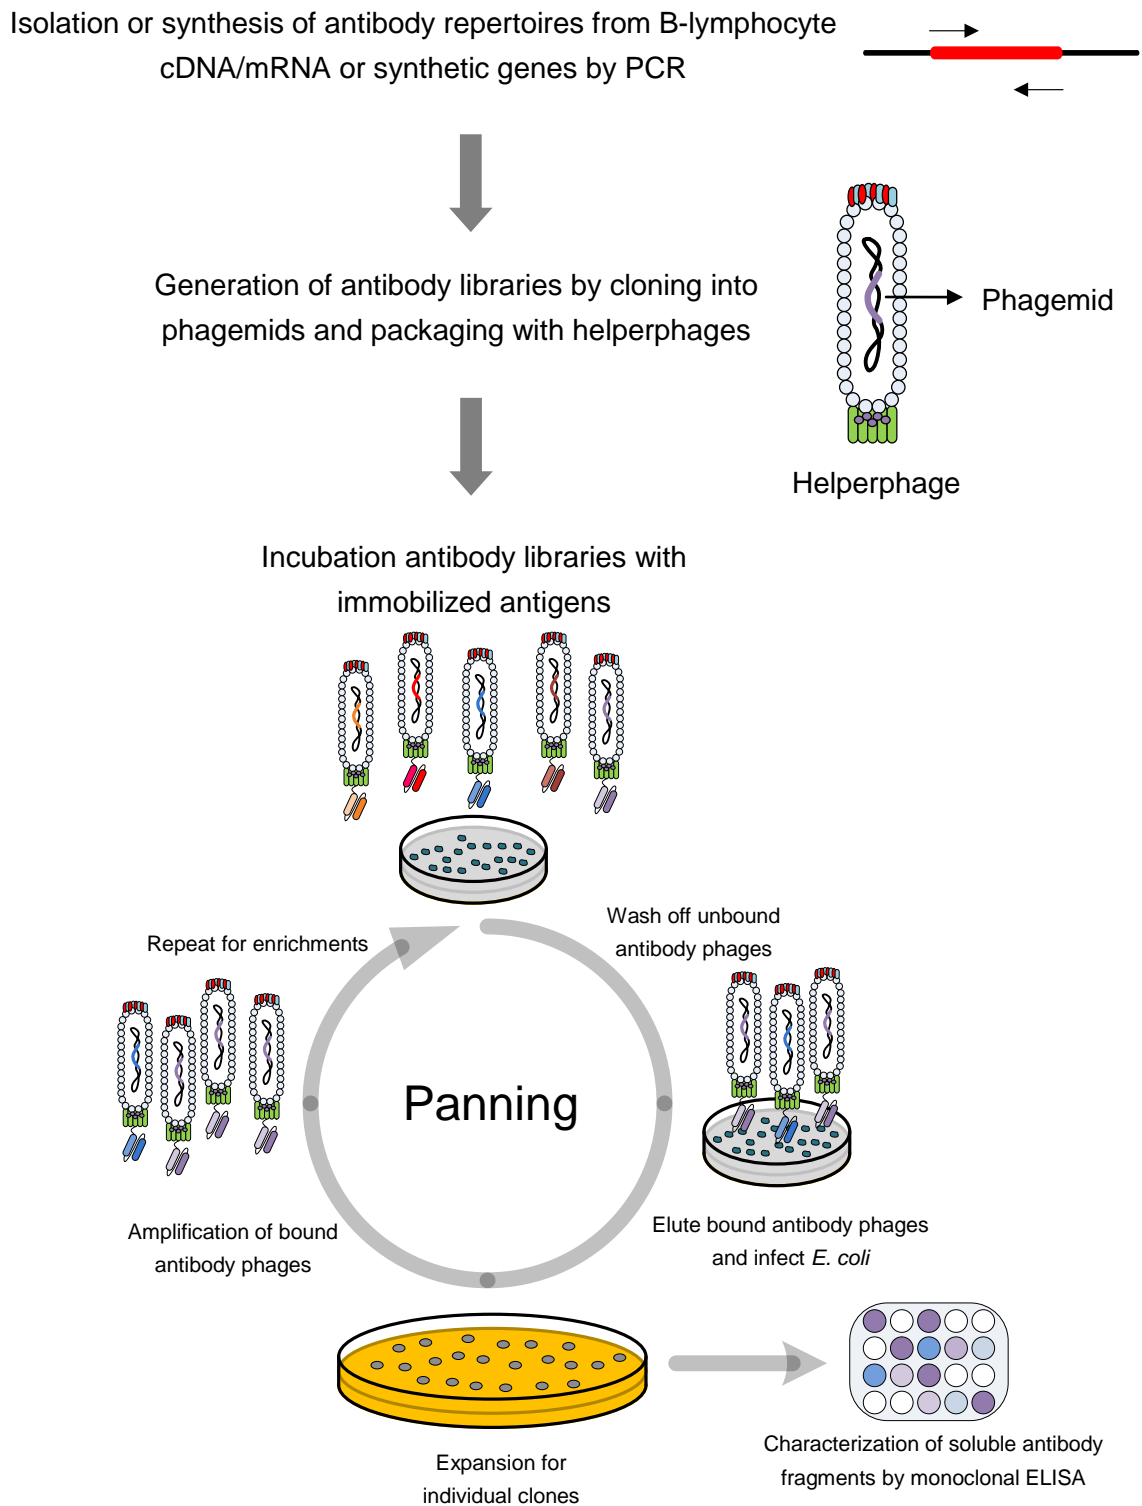 Isolation or synthesis of antibody repertoires from B-lymphocyte
cDNA/mRNA or synthetic genes by PCR
Generation of antibody libraries by cloning into
phagemids and packaging with helperphages
Phagemid
Helperphage
Incubation antibody libraries with
immobilized antigens
Wash off unbound
antibody phages
Repeat for enrichments
Panning
Elute bound antibody phages
and infect E. coli
Amplification of bound
antibody phages
Expansion for
individual clones
Characterization of soluble antibody
fragments by monoclonal ELISA